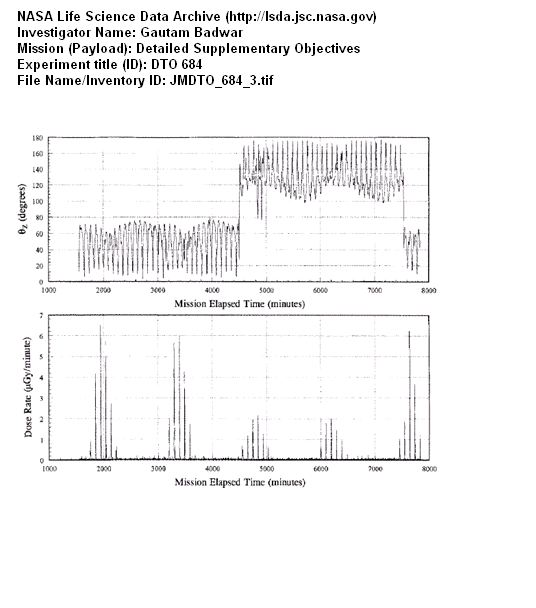 NASA Life Science Data Archive (http://lsda.jsc.nasa.gov)
Investigator Name: Gautam Badwar
Mission (Payload): Detailed Supplementary Objectives
Experiment title (ID): DTO 684
File Name/Inventory ID: JMDTO_684_3.tif
180
160
140
120
100
80
60
40
20
0
θz (degrees)
1000 2000 3000 4000 5000 6000 7000 8000
Mission Elapsed Time (minutes)
7
6
5
4
3
2
1
0
Dose Rate (μGy/minute)
1000 2000 3000 4000 5000 6000 7000 8000
Mission Elapsed Time (minutes)